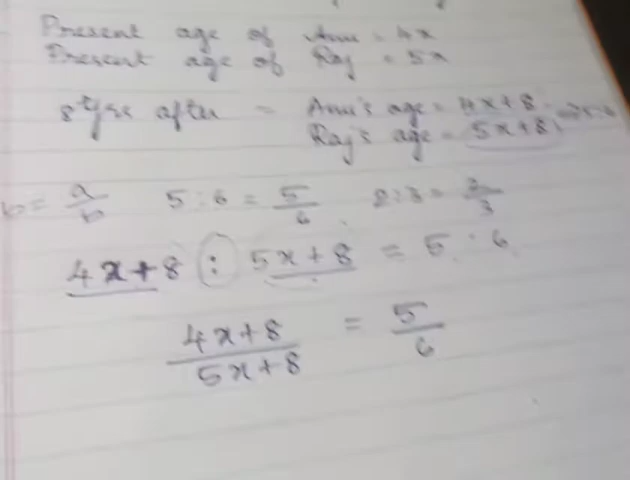 Present age of Anu = 4x
Present age of Raj = 5x
8 yrs after = Anu's age = 4x+8
Raj's age = 5x+8
b = a/b 5:6 = 5/6 2:3 = 2/3
4x+8 : 5x+8 = 5:6
4x+8/5x+8 = 5/6